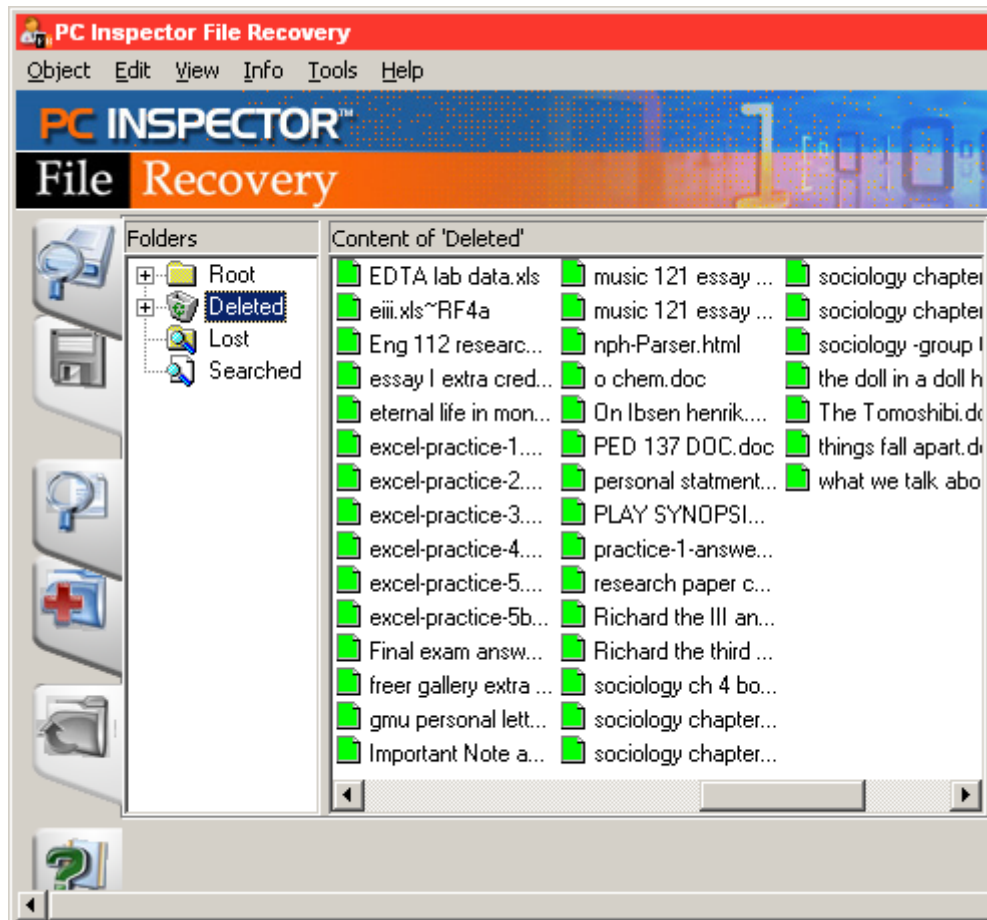 PC Inspector File Recovery
Object Edit View Info Tools Help
PC INSPECTOR™
File Recovery
Folders
Root
Deleted
Lost
Searched
Content of 'Deleted'
EDTA lab data.xls
eiii.xls~RF4a
Eng 112 researc...
essay I extra cred...
eternal life in mon...
excel-practice-1....
excel-practice-2....
excel-practice-3....
excel-practice-4....
excel-practice-5....
excel-practice-5b...
Final exam answ...
freer gallery extra ...
gmu personal lett...
Important Note a...
music 121 essay ...
music 121 essay ...
nph-Parser.html
o chem.doc
On Ibsen henrik....
PED 137 DOC.doc
personal statment...
PLAY SYNOPSI...
practice-1-answe...
research paper c...
Richard the III an...
Richard the third ...
sociology ch 4 bo...
sociology chapter...
sociology chapter...
sociology chapter
sociology chapter
sociology -group
the doll in a doll h
The Tomoshibi.do
things fall apart.d
what we talk abo